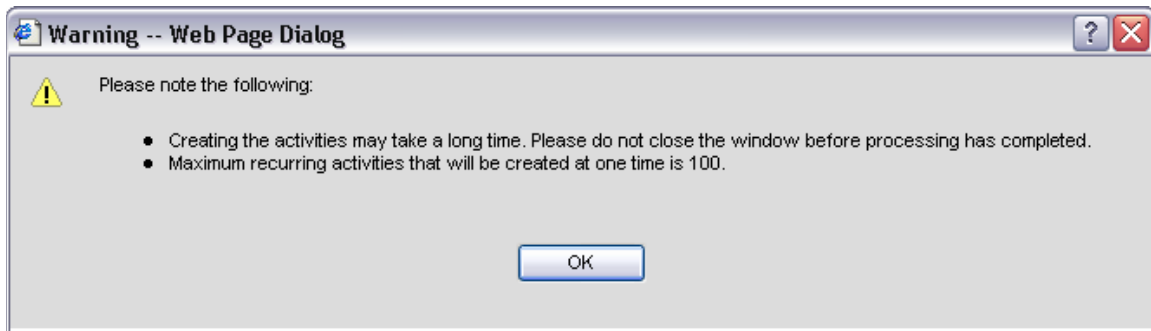 Warning -- Web Page Dialog
Please note the following:
● Creating the activities may take a long time. Please do not close the window before processing has completed.
● Maximum recurring activities that will be created at one time is 100.
OK